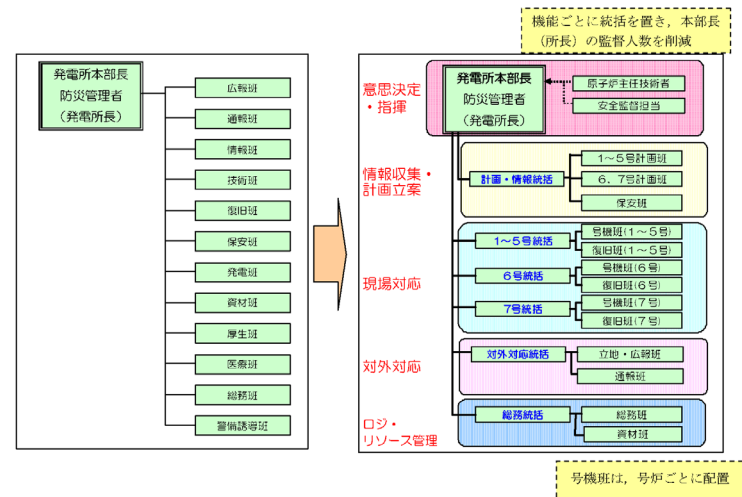 機能ごとに統括を置き，本部長
（所長）の監督人数を削減
発電所本部長
防災管理者
（発電所長）
広報班
通報班
情報班
技術班
復旧班
保安班
発電班
資材班
厚生班
医療班
総務班
警備誘導班
意思決定
・指揮
発電所本部長
防災管理者
（発電所長）
原子炉主任技術者
安全監督担当
情報収集・
計画立案
計画・情報統括
１～５号計画班
６．７号計画班
保安班
現場対応
１～５号統括
号機班(１～５号)
復旧班(１～５号)
６号統括
号機班(６号)
復旧班(６号)
７号統括
号機班(７号)
復旧班(７号)
対外対応
対外対応統括
立地・広報班
通報班
ロジ・
リソース管理
総務統括
総務班
資材班
号機班は，号炉ごとに配置